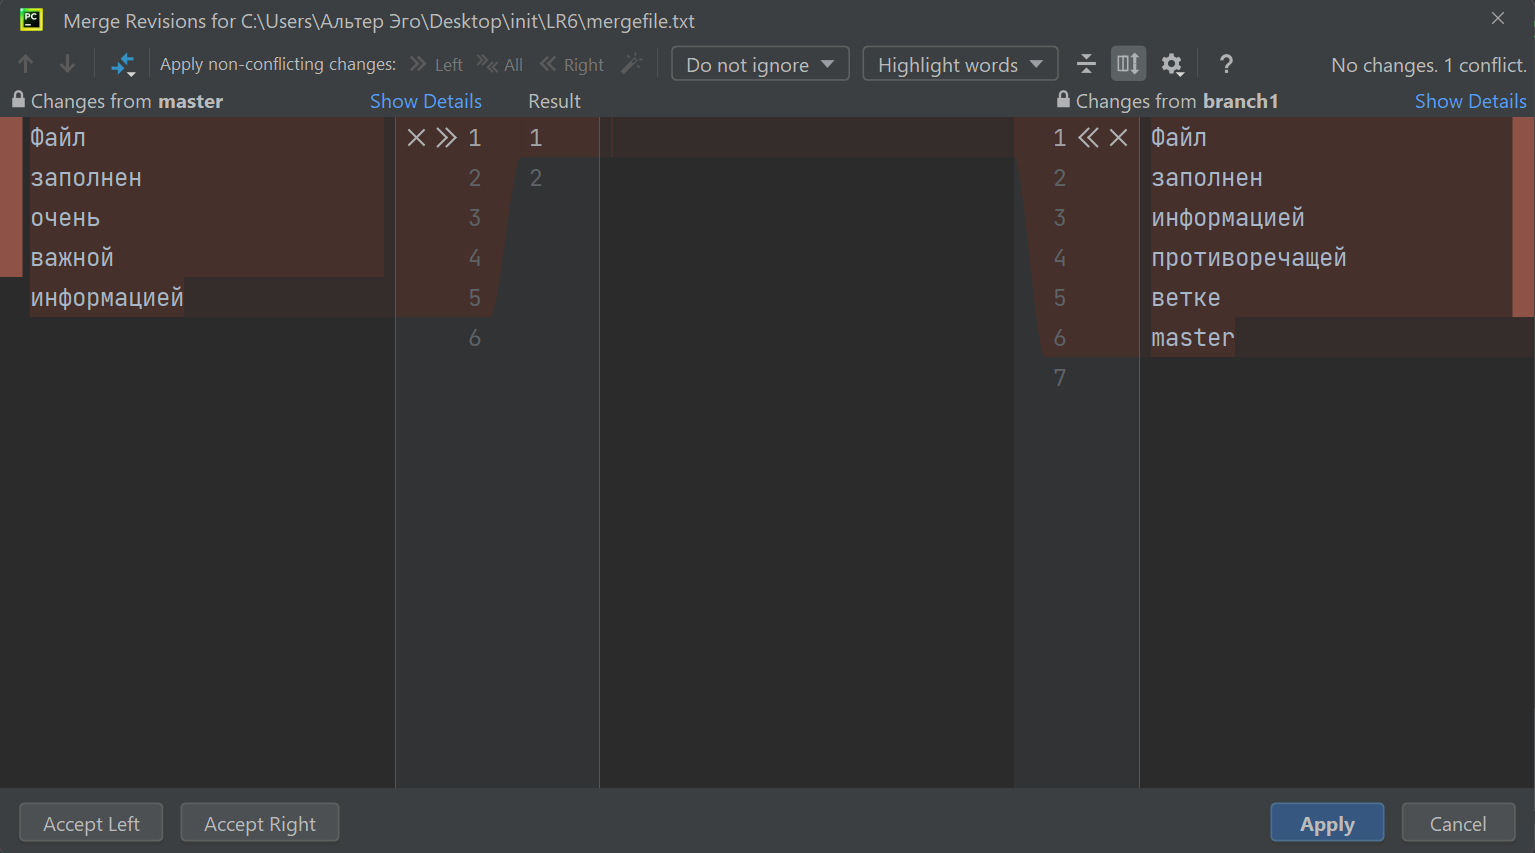 PC
Merge Revisions for C:\Users\Альтер Эго\Desktop\init\LR6\mergefile.txt
Apply non-conflicting changes: Left All Right Do not ignore Highlight words ? No changes. 1 conflict.
Changes from master Show Details Result Changes from branch1 Show Details
Файл 1 1 1 Файл
заполнен 2 2 2 заполнен
очень 3 3 информацией
важной 4 4 противоречащей
информацией 5 5 ветке
6 6 master
7
Accept Left Accept Right Apply Cancel